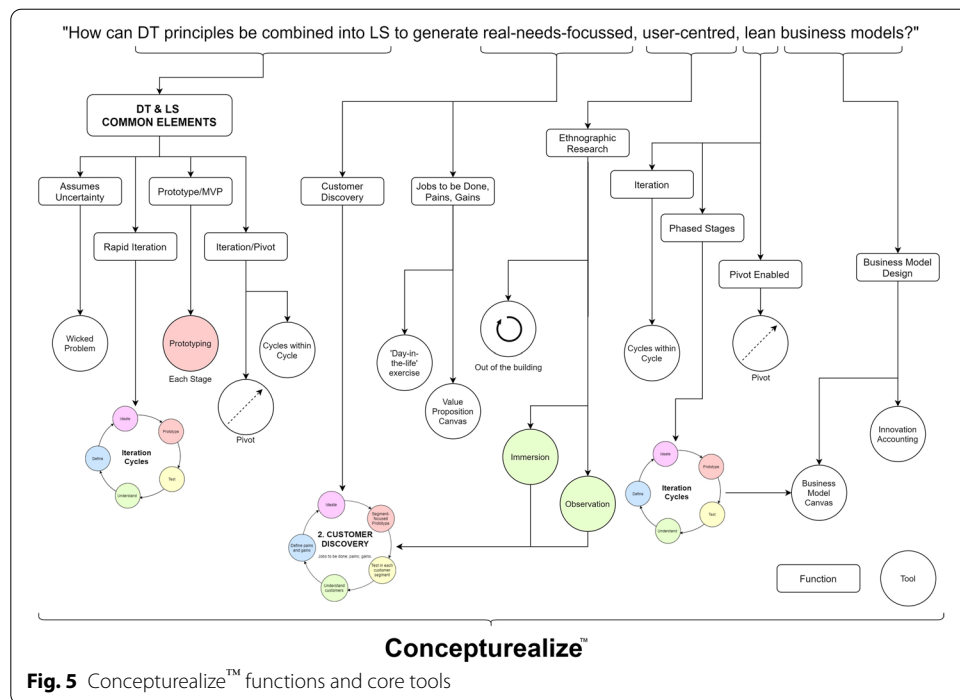 "How can DT principles be combined into LS to generate real-needs-focussed, user-centred, lean business models?"
DT & LS
COMMON ELEMENTS
Ethnographic
Research
Assumes
Uncertainty
Prototype/MVP
Customer
Discovery
Jobs to be Done,
Pains, Gains
Iteration
Phased Stages
Rapid Iteration
Iteration/Pivot
Pivot Enabled
Business Model
Design
Wicked
Problem
Prototyping
Each Stage
Cycles within
Cycle
Pivot
'Day-in-
the-life'
exercise
Value
Proposition
Canvas
Out of the building
Cycles within
Cycle
Pivot
Innovation
Accounting
Ideate
Prototype
Test
Understand
Define
Iteration
Cycles
Immersion
Observation
Ideate
Prototype
Test
Understand
Define
Iteration
Cycles
Business
Model
Canvas
Ideate
Segment-
focused
Prototype
Test in each
customer
segment
Understand
customers
Define pains
and gains
2. CUSTOMER
DISCOVERY
Jobs to be done, pains, gains.
Function
Tool
Concepturealize™
Fig. 5 Concepturealize™ functions and core tools